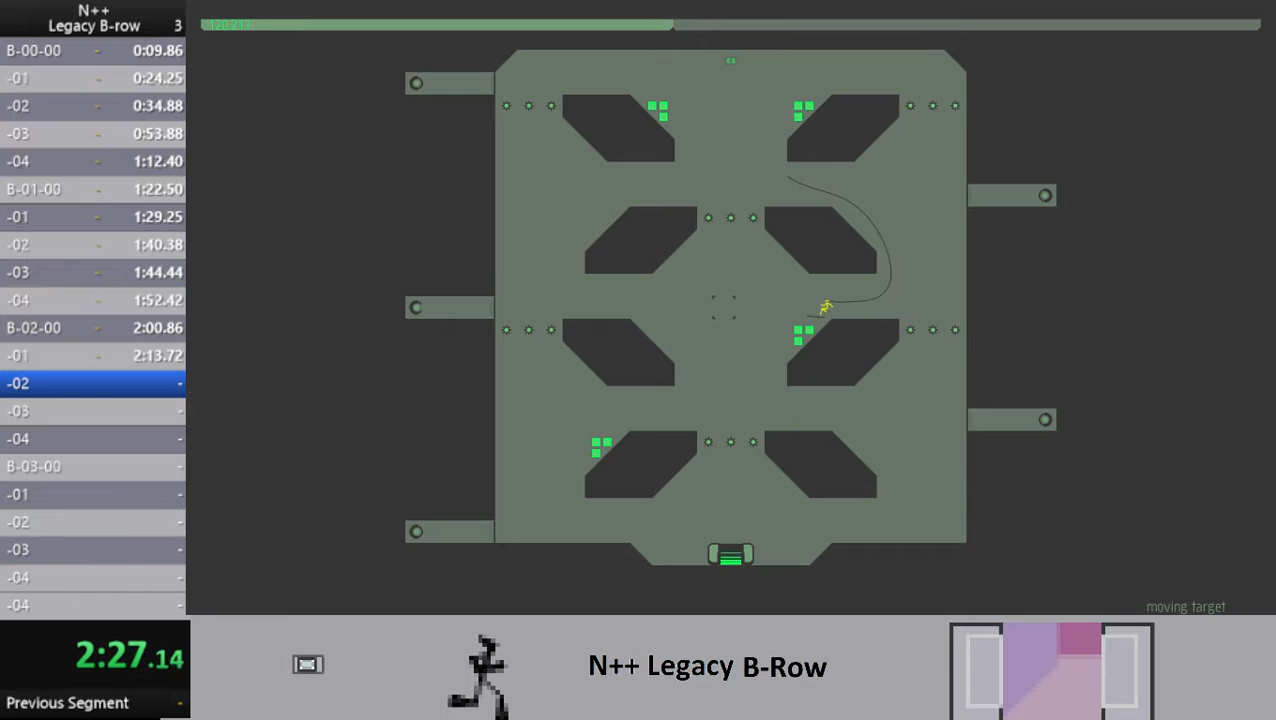 N++
Legacy B-row 3
120.217
B-00-00 - 0:09.86
-01 - 0:24.25
-02 - 0:34.88
-03 - 0:53.88
-04 - 1:12.40
B-01-00 - 1:22.50
-01 - 1:29.25
-02 - 1:40.38
-03 - 1:44.44
-04 - 1:52.42
B-02-00 - 2:00.86
-01 - 2:13.72
-02 -
-03 -
-04 -
B-03-00 -
-01 -
-02 -
-03 -
-04 -
-04 -
moving target
2:27.14
Previous Segment -
N++ Legacy B-Row